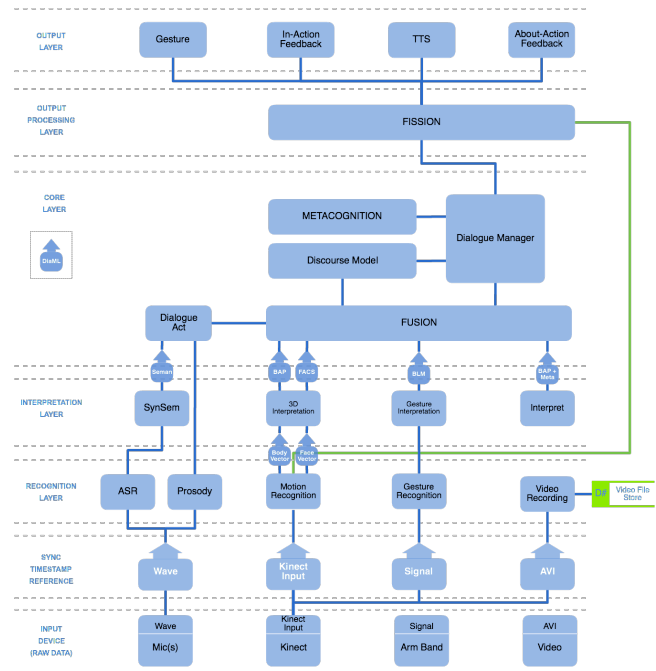 OUTPUT
LAYER
Gesture
In-Action
Feedback
TTS
About-Action
Feedback
OUTPUT
PROCESSING
LAYER
FISSION
CORE
LAYER
DiaML
METACOGNITION
Discourse Model
Dialogue Manager
Dialogue
Act
FUSION
Seman
BAP
FACS
BLM
BAP +
Meta
INTERPRETATION
LAYER
SynSem
3D
Interpretation
Gesture
Interpretation
Interpret
Body
Vector
Face
Vector
RECOGNITION
LAYER
ASR
Prosody
Motion
Recognition
Gesture
Recognition
Video
Recording
D#
Video File
Store
SYNC
TIMESTAMP
REFERENCE
Wave
Kinect
Input
Signal
AVI
INPUT
DEVICE
(RAW DATA)
Wave
Mic(s)
Kinect
Input
Kinect
Signal
Arm Band
AVI
Video